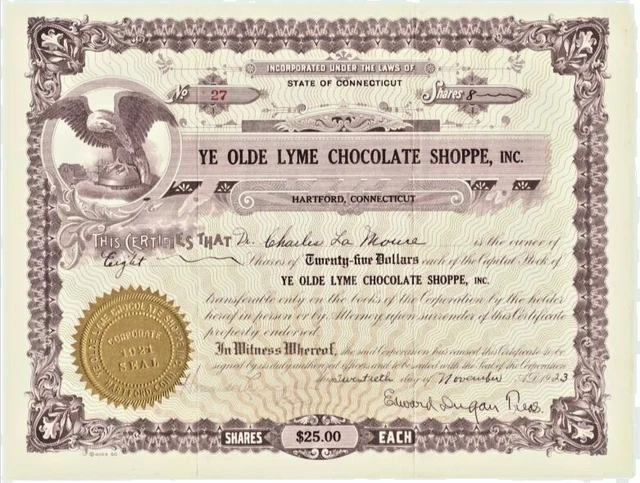 INCORPORATED UNDER THE LAWS OF
STATE OF CONNECTICUT
No 27
Shares 8
YE OLDE LYME CHOCOLATE SHOPPE, INC.
HARTFORD, CONNECTICUT
THIS CERTIFIES THAT Dr. Charles La Moure is the owner of
Eight Shares of Twenty-five Dollars each of the Capital Stock of
YE OLDE LYME CHOCOLATE SHOPPE, INC.
transferable only on the books of the Corporation by the holder
hereof in person or by Attorney upon surrender of this Certificate
properly endorsed.
In Witness Whereof, the said Corporation has caused this Certificate to be
signed by its duly authorized officers and to be sealed with the Seal of the Corporation
this twentieth day of November 1923
Edward Dugan Pres.
CORPORATE
1921
SEAL
SHARES $25.00 EACH